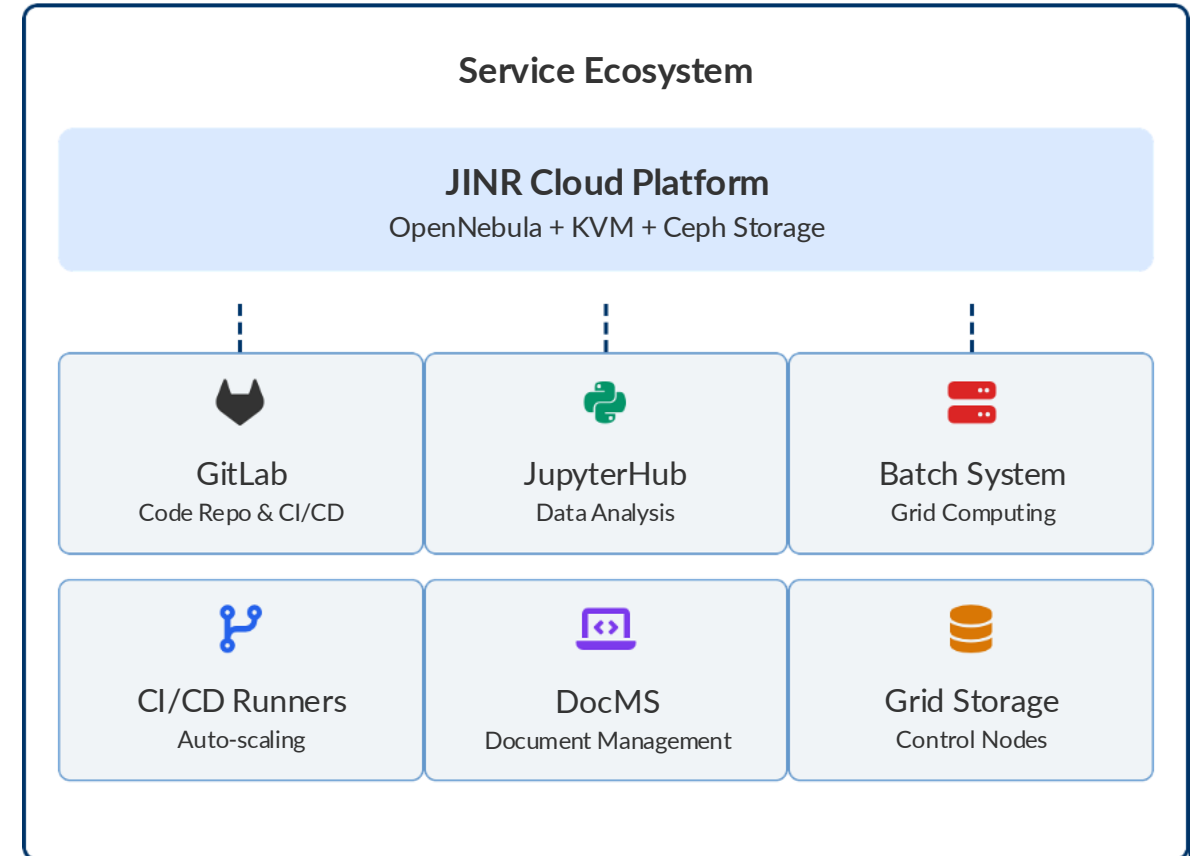 Service Ecosystem
JINR Cloud Platform
OpenNebula + KVM + Ceph Storage
GitLab
Code Repo & CI/CD
JupyterHub
Data Analysis
Batch System
Grid Computing
CI/CD Runners
Auto-scaling
DocMS
Document Management
Grid Storage
Control Nodes